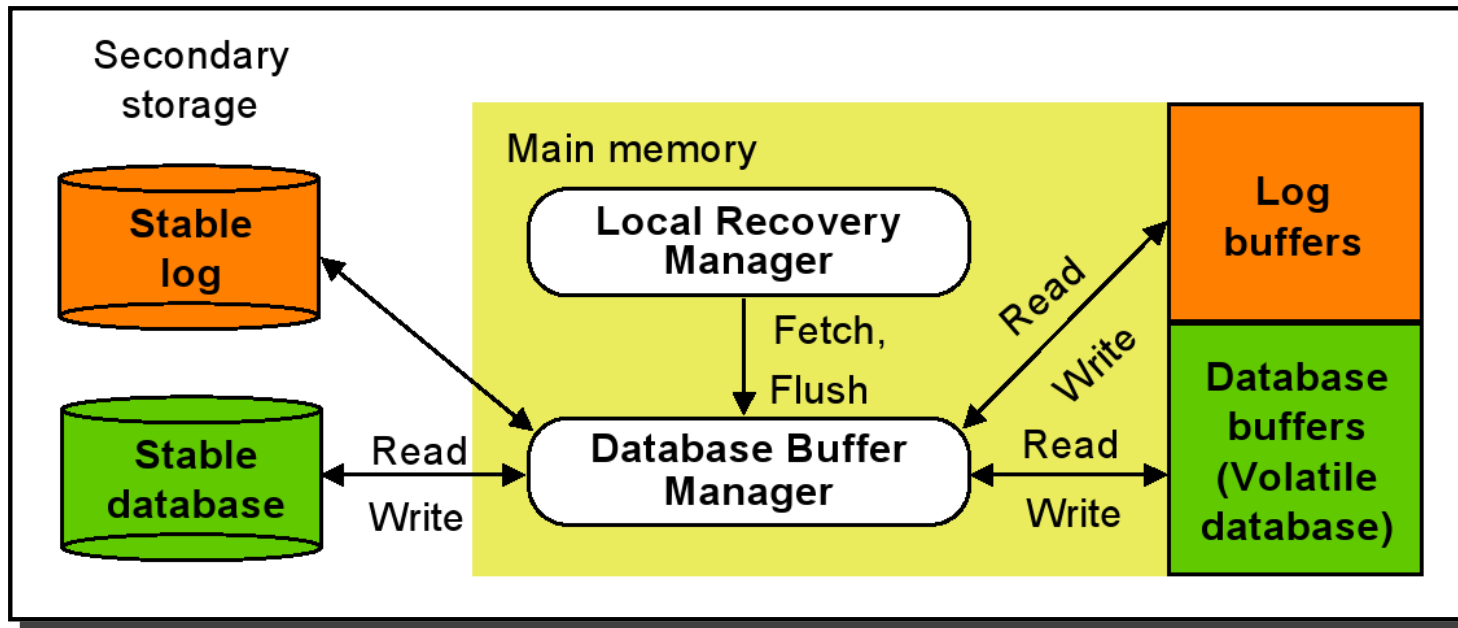 Secondary
storage
Main memory
Stable
log
Local Recovery
Manager
Log
buffers
Fetch,
Flush
Read
Write
Stable
database
Read
Write
Database Buffer
Manager
Read
Write
Database
buffers
(Volatile
database)